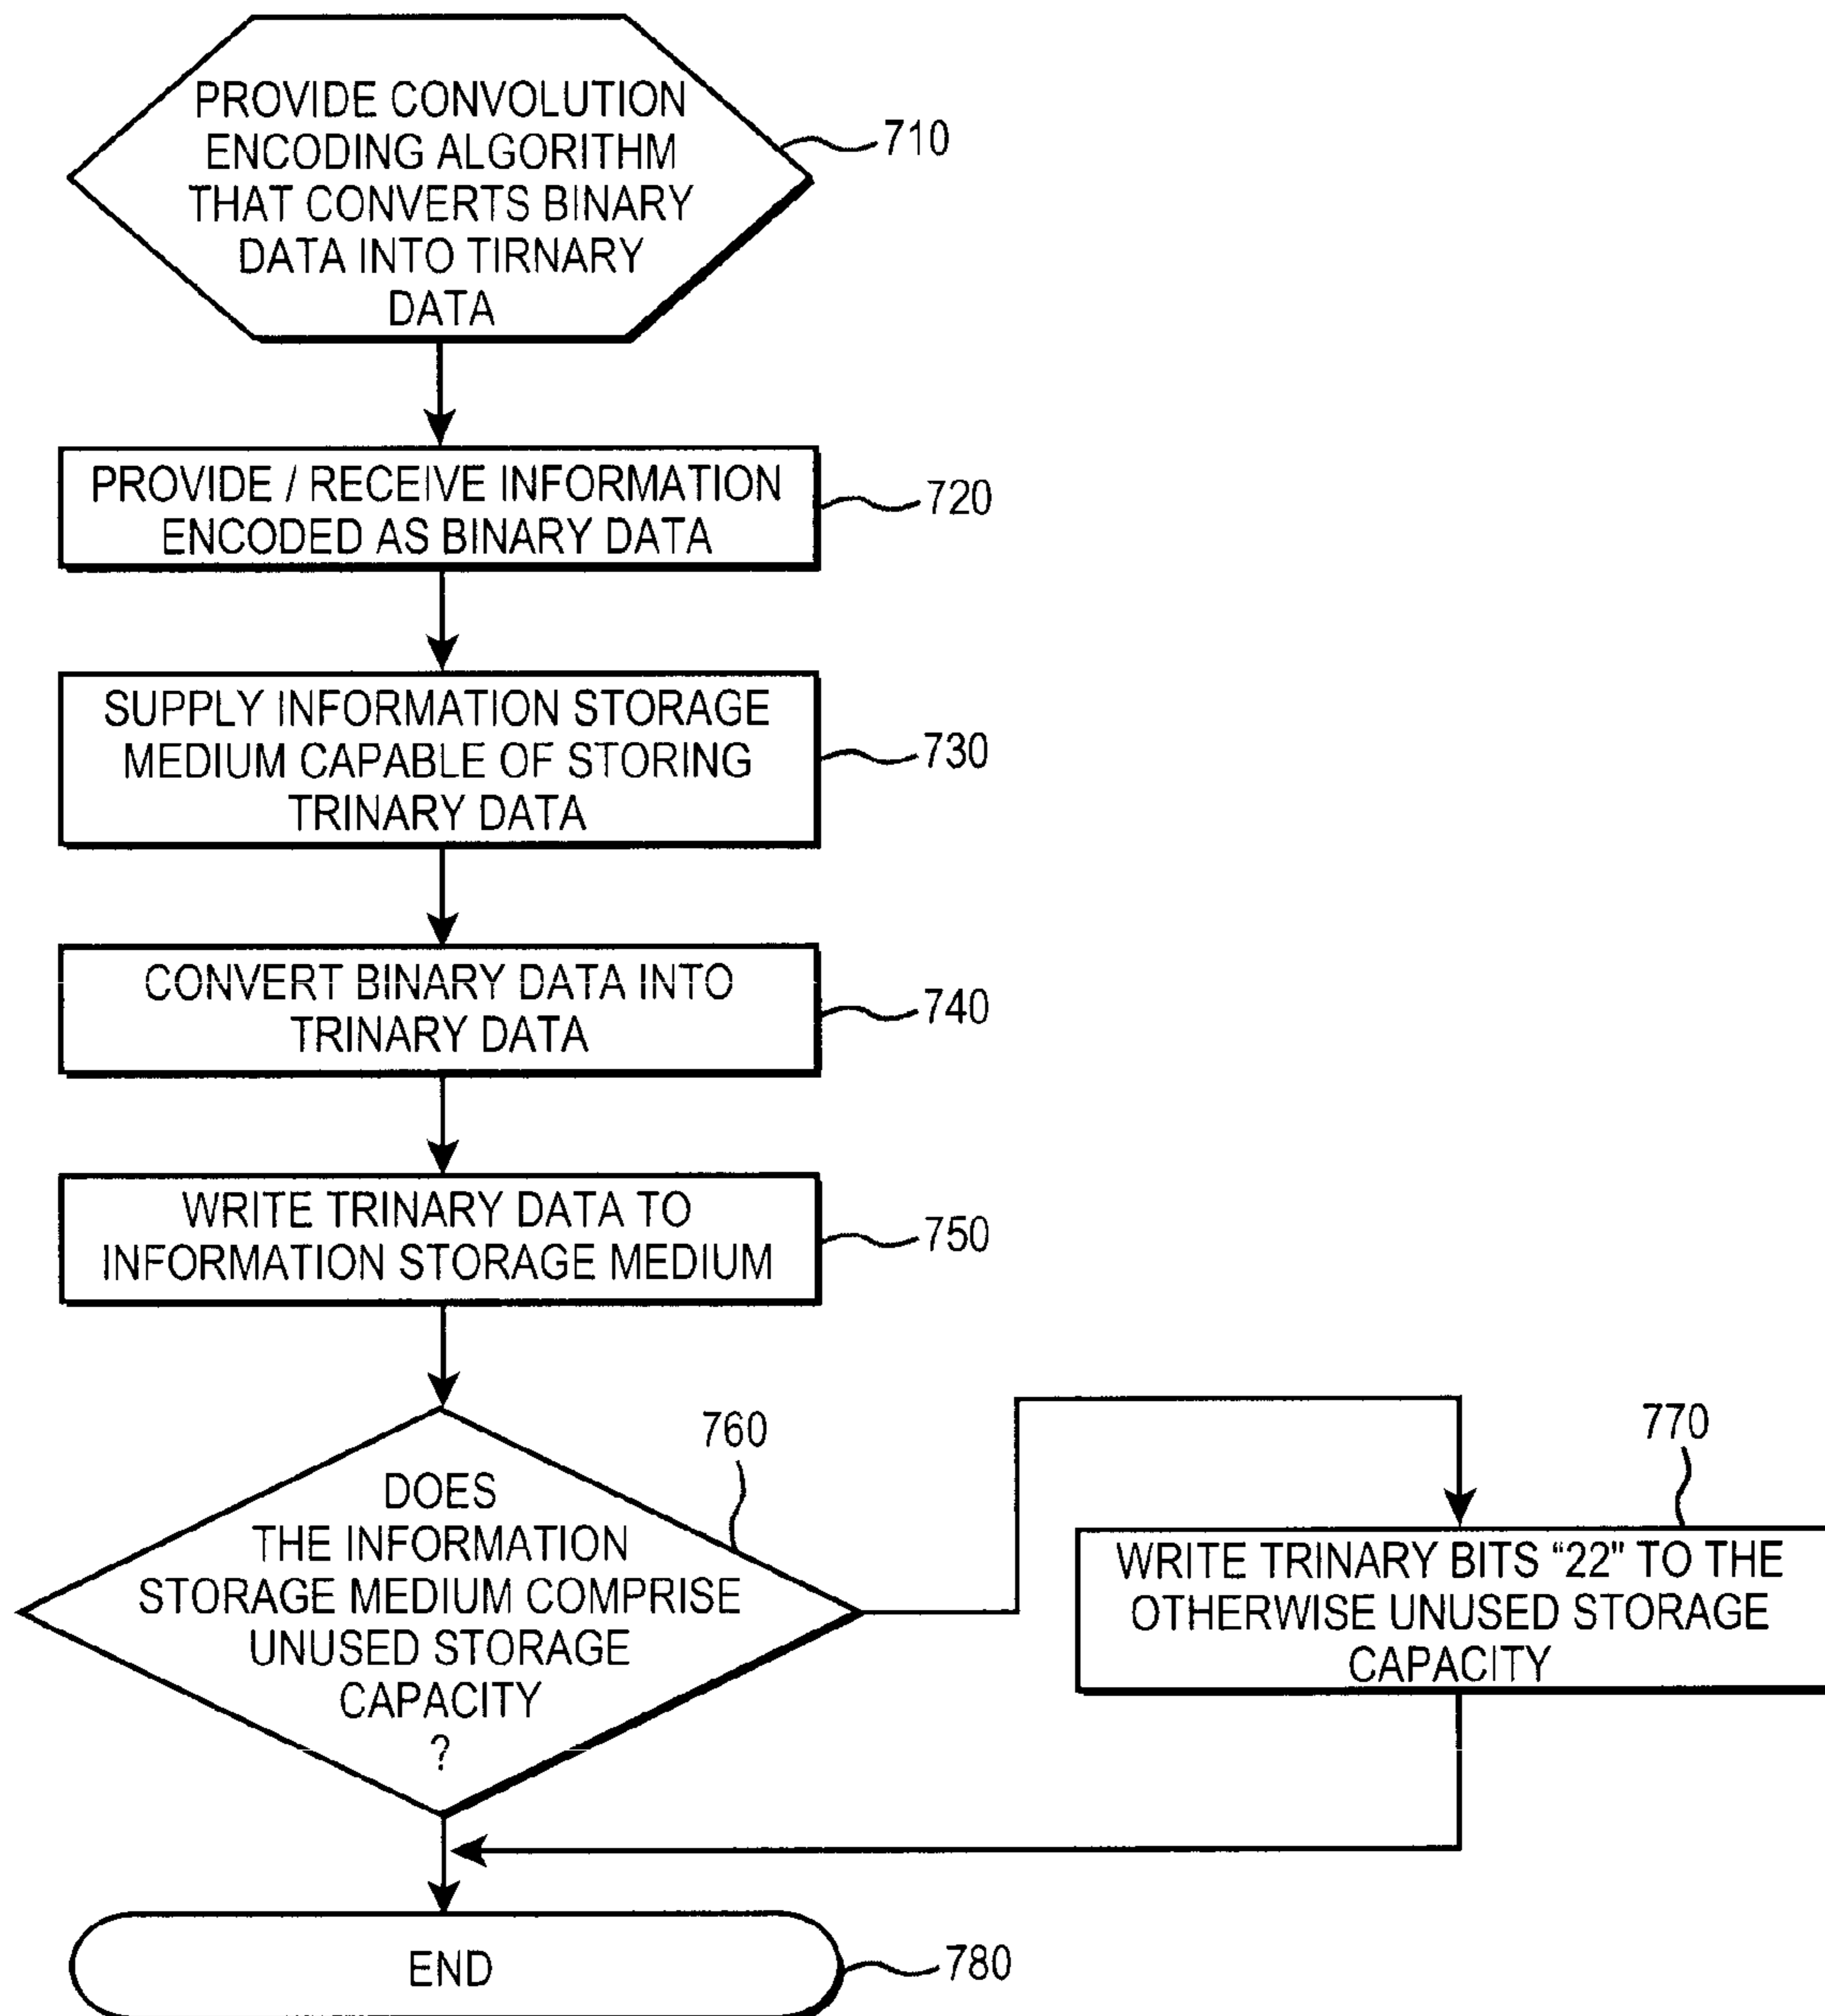 PROVIDE CONVOLUTION
ENCODING ALGORITHM
THAT CONVERTS BINARY
DATA INTO TIRNARY
DATA
710
PROVIDE / RECEIVE INFORMATION
ENCODED AS BINARY DATA
720
SUPPLY INFORMATION STORAGE
MEDIUM CAPABLE OF STORING
TRINARY DATA
730
CONVERT BINARY DATA INTO
TRINARY DATA
740
WRITE TRINARY DATA TO
INFORMATION STORAGE MEDIUM
750
760
DOES
THE INFORMATION
STORAGE MEDIUM COMPRISE
UNUSED STORAGE
CAPACITY
?
770
WRITE TRINARY BITS “22" TO THE
OTHERWISE UNUSED STORAGE
CAPACITY
END
780